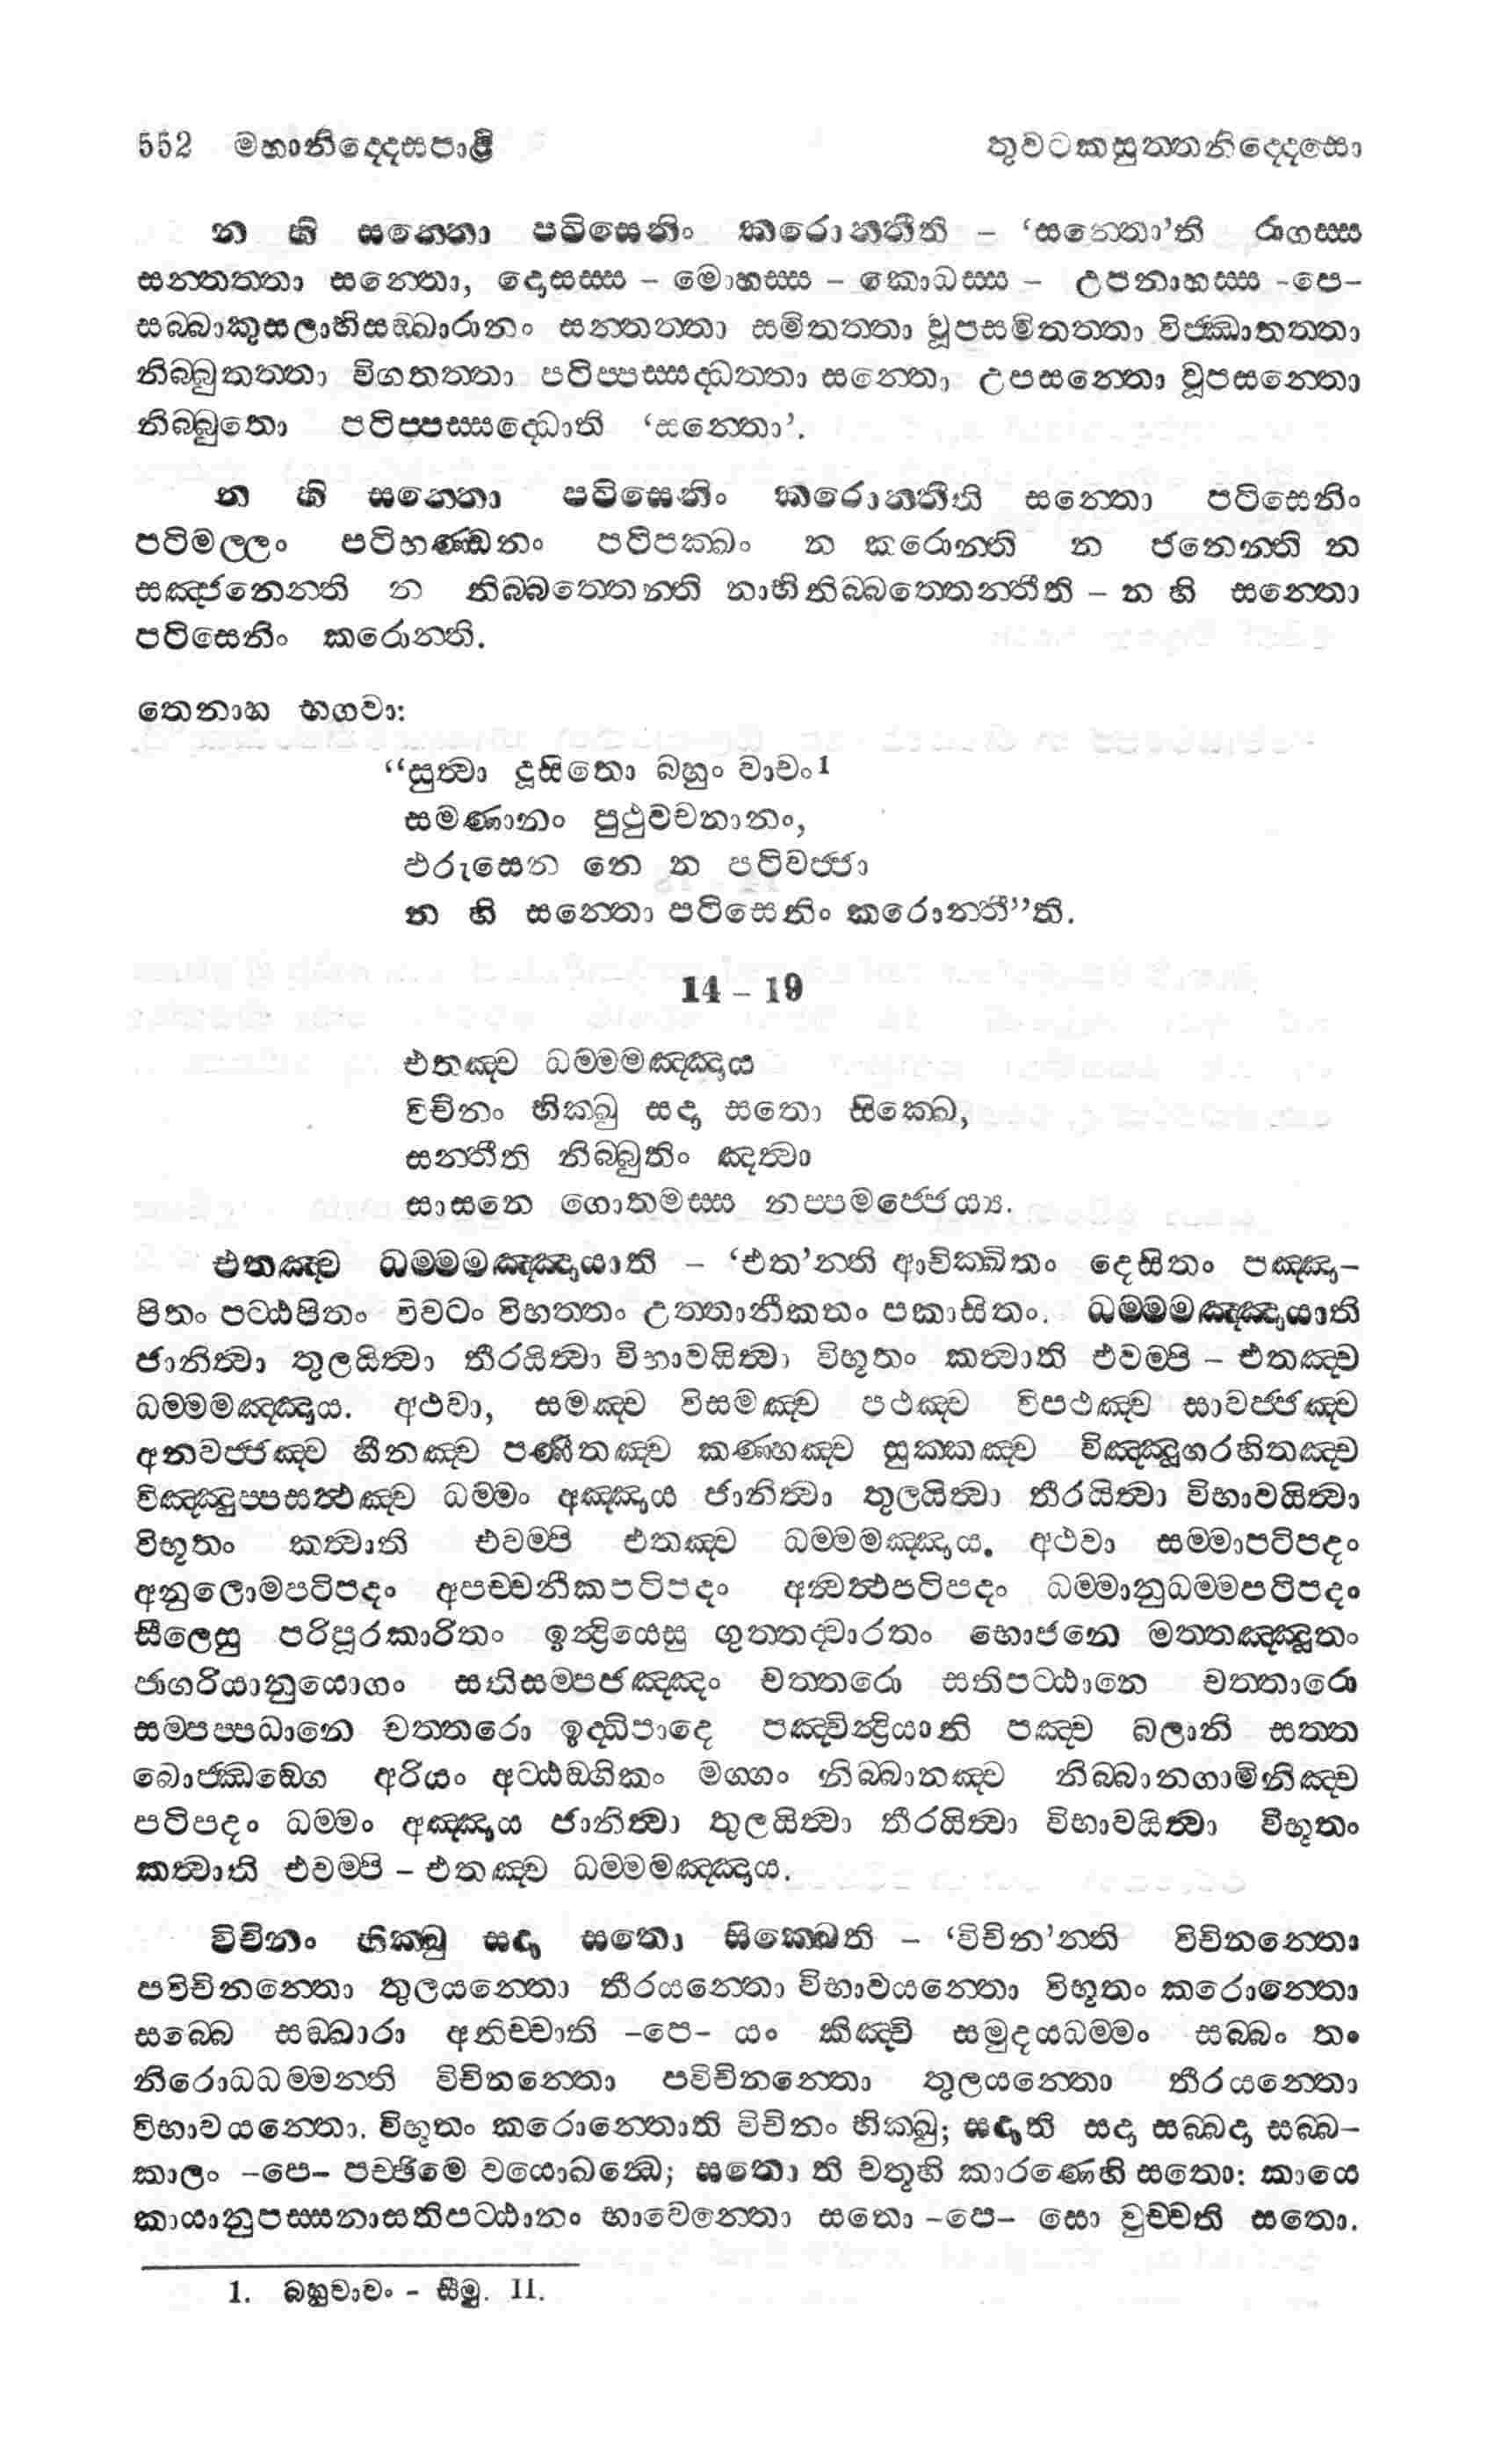 552 මහානිද්දෙසපාළි තුවටකසුත්තනිද්දෙසො
න හි සන්තො පටිසෙනිං කරොන්තීති – ‘සන්තො’ති රාගස්ස
සන්තත්තා සන්තො, දොසස්ස – මොහස්ස – කොධස්ස – උපනාහස්ස -පෙ-
සබ්බාකුසලාභිසඞ්ඛාරානං සන්තත්තා සමිතත්තා වූපසමිතත්තා විජ්ඣාතත්තා
නිබ්බුතත්තා විගතත්තා පටිප්පස්සද්ධත්තා සන්තො, උපසන්තො වූපසන්තො
නිබ්බුතො පටිප්පස්සද්ධොති ‘සන්තො’.
න හි සන්තො පටිසෙනිං කරොන්තීති සන්තො පටිසෙනිං
පටිමල්ලං පටිභණ්ඩනං පටිපක්ඛං න කරොන්ති න ජනෙන්ති න
සඤ්ජනෙන්ති න නිබ්බත්තෙන්ති නාභිනිබ්බත්තෙන්තීති – න හි සන්තො
පටිසෙනිං කරොන්ති.
තෙනාහ භගවා:
“සුත්වා දූසිතො බහුං වාචං1
සමණානං පුථුවචනානං,
ඵරුසෙන නෙ න පටිවජ්ජා
න හි සන්තො පටිසෙනිං කරොන්තී”ති.
14 – 19
එතඤ්ච ධම්මමඤ්ඤාය
විචිනං භික්ඛු සදා සතො සික්ඛෙ,
සන්තීති නිබ්බුතිං ඤත්වා
සාසනෙ ගොතමස්ස නප්පමජ්ජෙය්‍ය.
එතඤ්ච ධම්මමඤ්ඤායාති – ‘එත’න්ති ආචික්ඛිතං දෙසිතං පඤ්ඤා-
පිතං පට්ඨපිතං විවටං විභත්තං උත්තානීකතං පකාසිතං. ධම්මමඤ්ඤායාති
ජානිත්වා තුලයිත්වා තීරයිත්වා විභාවයිත්වා විභූතං කත්වාති එවම්පි – එතඤ්ච
ධම්මමඤ්ඤාය. අථවා, සමඤ්ච විසමඤ්ච පථඤ්ච විපථඤ්ච සාවජ්ජඤ්ච
අනවජ්ජඤ්ච හීනඤ්ච පණීතඤ්ච කණ්හඤ්ච සුක්කඤ්ච විඤ්ඤූගරහිතඤ්ච
විඤ්ඤුප්පසත්ථඤ්ච ධම්මං අඤ්ඤාය ජානිත්වා තුලයිත්වා තීරයිත්වා විභාවයිත්වා
විභූතං කත්වාති එවම්පි එතඤ්ච ධම්මමඤ්ඤාය. අථවා සම්මාපටිපදං
අනුලොමපටිපදං අපච්චනීකපටිපදං අන්වත්ථපටිපදං ධම්මානුධම්මපටිපදං
සීලෙසු පරිපූරකාරිතං ඉන්ද්‍රියෙසු ගුත්තද්වාරතං භොජනෙ මත්තඤ්ඤුතං
ජාගරියානුයොගං සතිසම්පජඤ්ඤං චත්තරො සතිපට්ඨානෙ චත්තාරො
සම්මප්පධානෙ චත්තරො ඉද්ධිපාදෙ පඤ්චින්ද්‍රියානි පඤ්ච බලානි සත්ත
බොජ්ඣඞ්ගෙ අරියං අට්ඨඞ්ගිකං මග්ගං නිබ්බානඤ්ච නිබ්බානගාමිනිඤ්ච
පටිපදං ධම්මං අඤ්ඤාය ජානිත්වා තුලයිත්වා තීරයිත්වා විභාවයිත්වා විභූතං
කත්වාති එවම්පි – එතඤ්ච ධම්මමඤ්ඤාය.
විචිනං භික්ඛු සදා සතො සික්ඛෙති – ‘විචින’න්ති විචිනන්තො
පවිචිනන්තො තුලයන්තො තීරයන්තො විභාවයන්තො විභූතං කරොන්තො
සබ්බෙ සඞ්ඛාරා අනිච්චාති -පෙ- යං කිඤ්චි සමුදයධම්මං සබ්බං තං
නිරොධධම්මන්ති විචිනන්තො පවිචිනන්තො තුලයන්තො තීරයන්තො
විභාවයන්තො. විභූතං කරොන්තොති විචිනං භික්ඛු; සදාති සදා සබ්බදා සබ්බ-
කාලං -පෙ- පච්ඡිමෙ වයොඛන්ධෙ; සතො ති චතූහි කාරණෙහි සතො: කායෙ
කායානුපස්සනාසතිපට්ඨානං භාවෙන්තො සතො -පෙ- සො වුච්චති සතො.
1. බහුවාචං - සීමු. II.